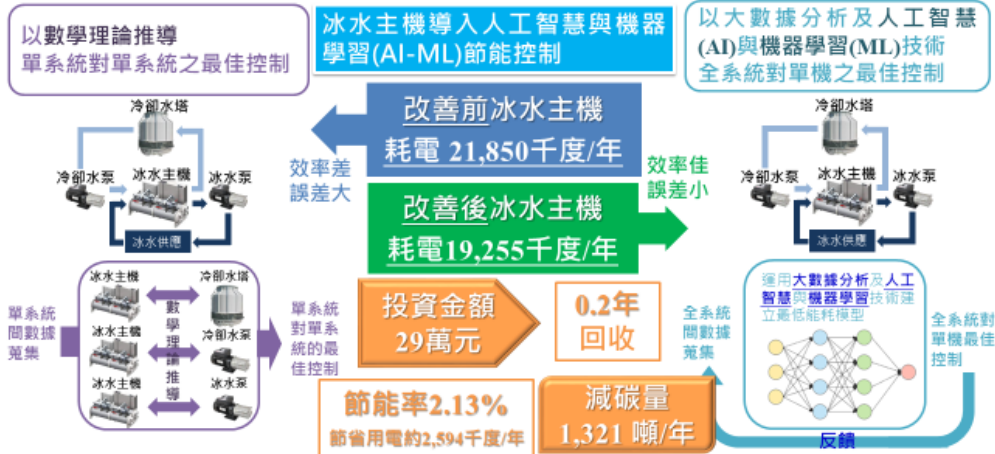 以數學理論推導
單系統對單系統之最佳控制
冰水主機導入人工智慧與機器
學習(AI-ML)節能控制
以大數據分析及人工智慧
(AI)與機器學習(ML)技術
全系統對單機之最佳控制
冷卻水塔
冷卻水泵
冰水主機
冰水泵
冰水供應
效率差
誤差大
改善前冰水主機
耗電 21,850千度/年
改善後冰水主機
耗電19,255千度/年
效率佳
誤差小
冷卻水塔
冷卻水泵
冰水主機
冰水泵
冰水供應
單系統
間數據
蒐集
冰水主機
冰水主機
冰水主機
數學理論推導
冷卻水塔
冷卻水泵
冰水泵
單系統
對單系
統的最
佳控制
投資金額
29萬元
0.2年
回收
節能率2.13%
節省用電約2,594千度/年
減碳量
1,321 噸/年
全系統
間數據
蒐集
運用大數據分析及人工
智慧與機器學習技術建
立最低能耗模型
全系統對
單機最佳
控制
反饋